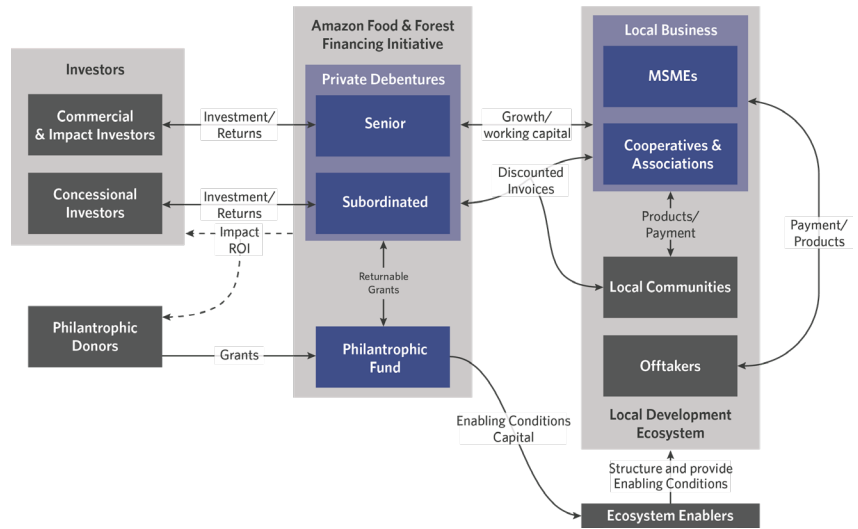 Investors
Commercial
& Impact Investors
Concessional
Investors
Philantrophic
Donors
Investment/
Returns
Investment/
Returns
Impact
ROI
Grants
Amazon Food & Forest
Financing Initiative
Private Debentures
Senior
Subordinated
Returnable
Grants
Philantrophic
Fund
Growth/
working capital
Discounted
Invoices
Enabling Conditions
Capital
Local Business
MSMEs
Cooperatives &
Associations
Products/
Payment
Local Communities
Offtakers
Local Development
Ecosystem
Payment/
Products
Structure and provide
Enabling Conditions
Ecosystem Enablers